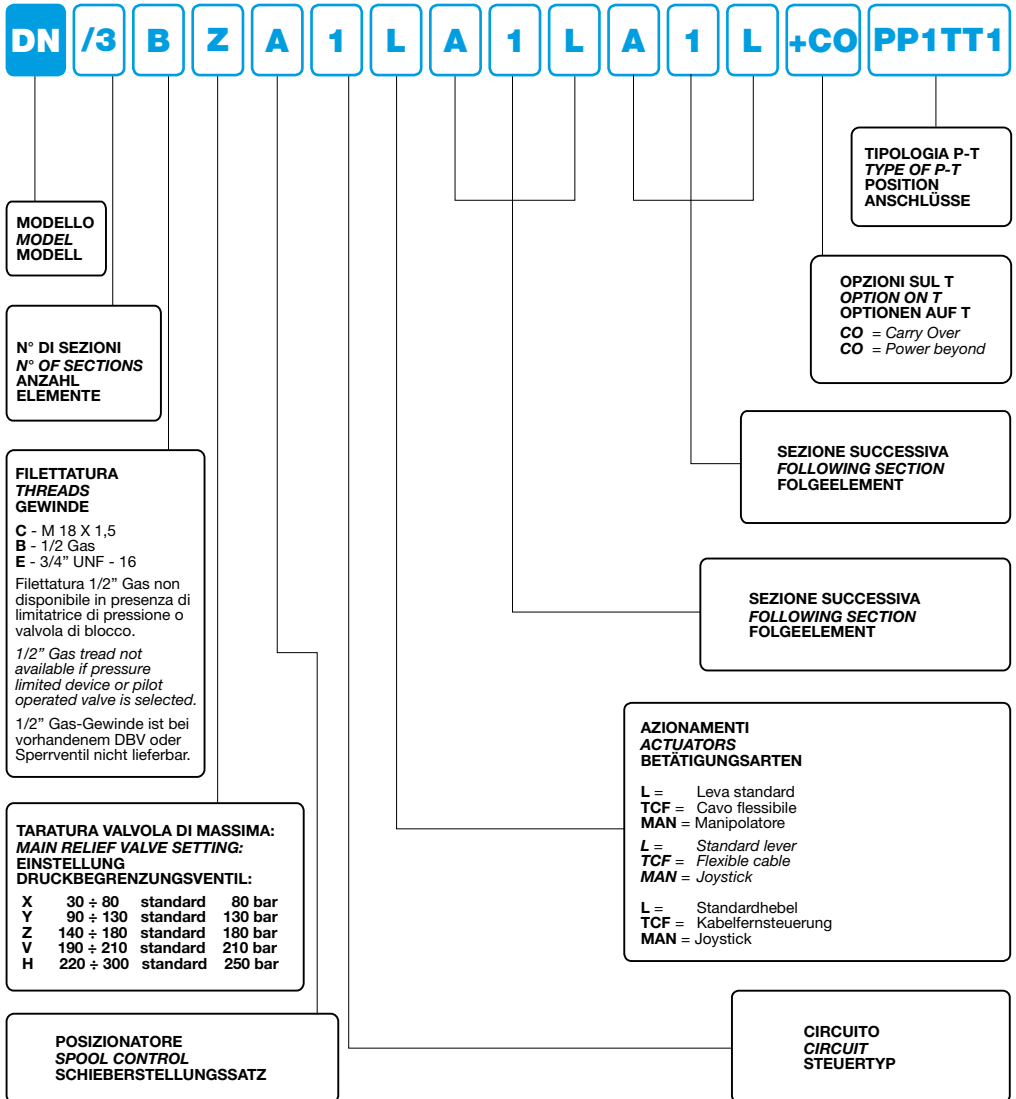 DN /3 B Z A 1 L A 1 L A 1 L +CO PP1TT1
TIPOLOGIA P-T
TYPE OF P-T
POSITION
ANSCHLÜSSE
MODELLO
MODEL
MODELL
OPZIONI SUL T
OPTION ON T
OPTIONEN AUF T
CO = Carry Over
CO = Power beyond
N° DI SEZIONI
N° OF SECTIONS
ANZAHL
ELEMENTE
SEZIONE SUCCESSIVA
FOLLOWING SECTION
FOLGEELEMENT
FILETTATURA
THREADS
GEWINDE
C - M 18 X 1,5
B - 1/2 Gas
E - 3/4” UNF - 16
Filettatura 1/2” Gas non
disponibile in presenza di
limitatrice di pressione o
valvola di blocco.
1/2” Gas tread not
available if pressure
limited device or pilot
operated valve is selected.
1/2” Gas-Gewinde ist bei
vorhandenem DBV oder
Sperrventil nicht lieferbar.
SEZIONE SUCCESSIVA
FOLLOWING SECTION
FOLGEELEMENT
AZIONAMENTI
ACTUATORS
BETÄTIGUNGSARTEN
L = Leva standard
TCF = Cavo flessibile
MAN = Manipolatore
L = Standard lever
TCF = Flexible cable
MAN = Joystick
L = Standardhebel
TCF = Kabelfernsteuerung
MAN = Joystick
TARATURA VALVOLA DI MASSIMA:
MAIN RELIEF VALVE SETTING:
EINSTELLUNG
DRUCKBEGRENZUNGSVENTIL:
X 30 ÷ 80 standard 80 bar
Y 90 ÷ 130 standard 130 bar
Z 140 ÷ 180 standard 180 bar
V 190 ÷ 210 standard 210 bar
H 220 ÷ 300 standard 250 bar
POSIZIONATORE
SPOOL CONTROL
SCHIEBERSTELLUNGSSATZ
CIRCUITO
CIRCUIT
STEUERTYP